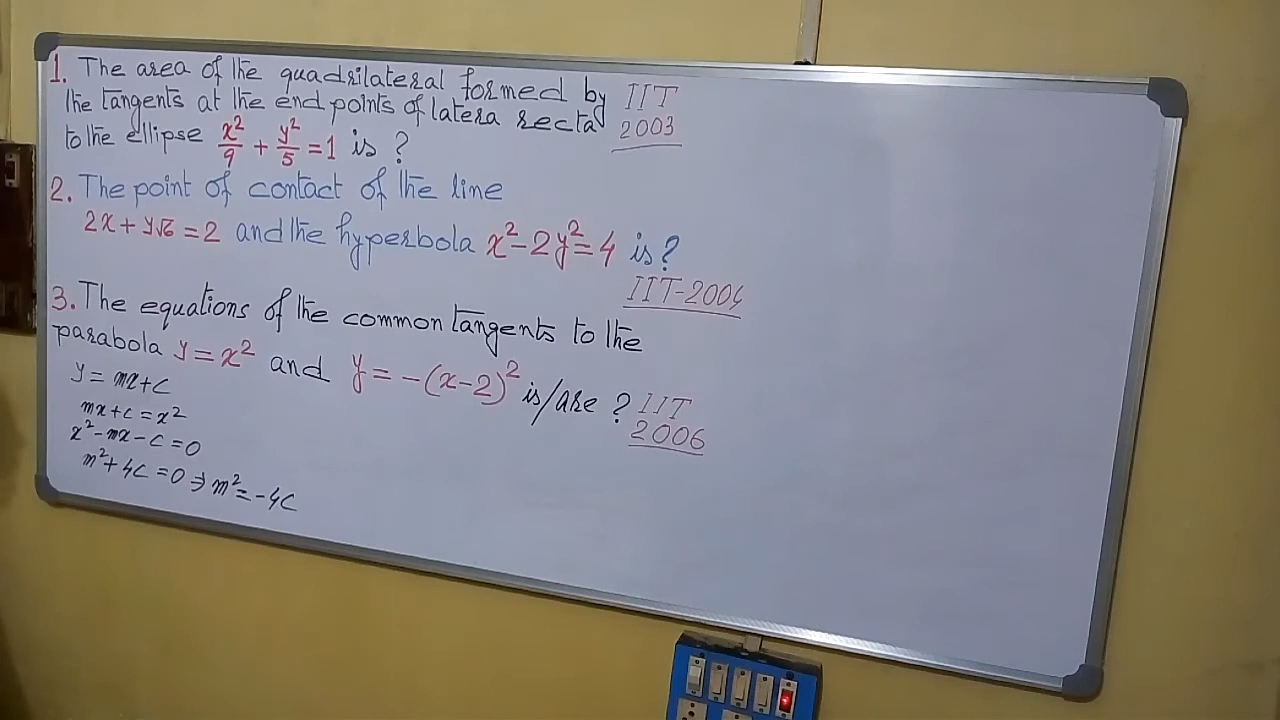 1. The area of the quadrilateral formed by
the tangents at the end points of latera recta
to the ellipse x²/9 + y²/5 = 1 is ?
IIT
2003
2. The point of contact of the line
2x + y√6 = 2 and the hyperbola x² - 2y² = 4 is ?
IIT-2004
3. The equations of the common tangents to the
parabola y = x² and y = -(x-2)² is/are ?
IIT
2006
y = mx+c
mx+c = x²
x² - mx - c = 0
m² + 4c = 0 ⇒ m² = -4c